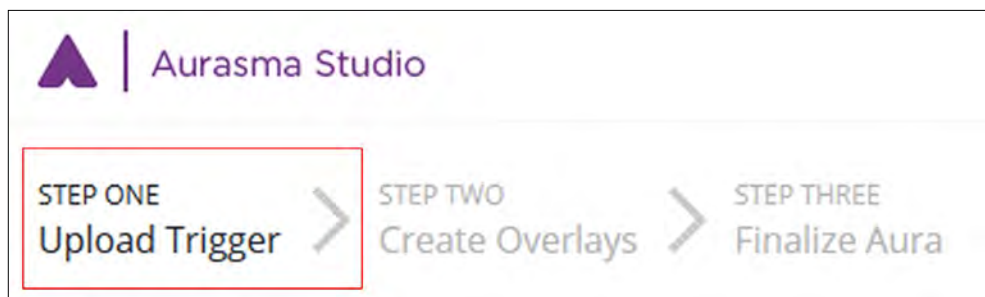 Aurasma Studio
STEP ONE
Upload Trigger
STEP TWO
Create Overlays
STEP THREE
Finalize Aura